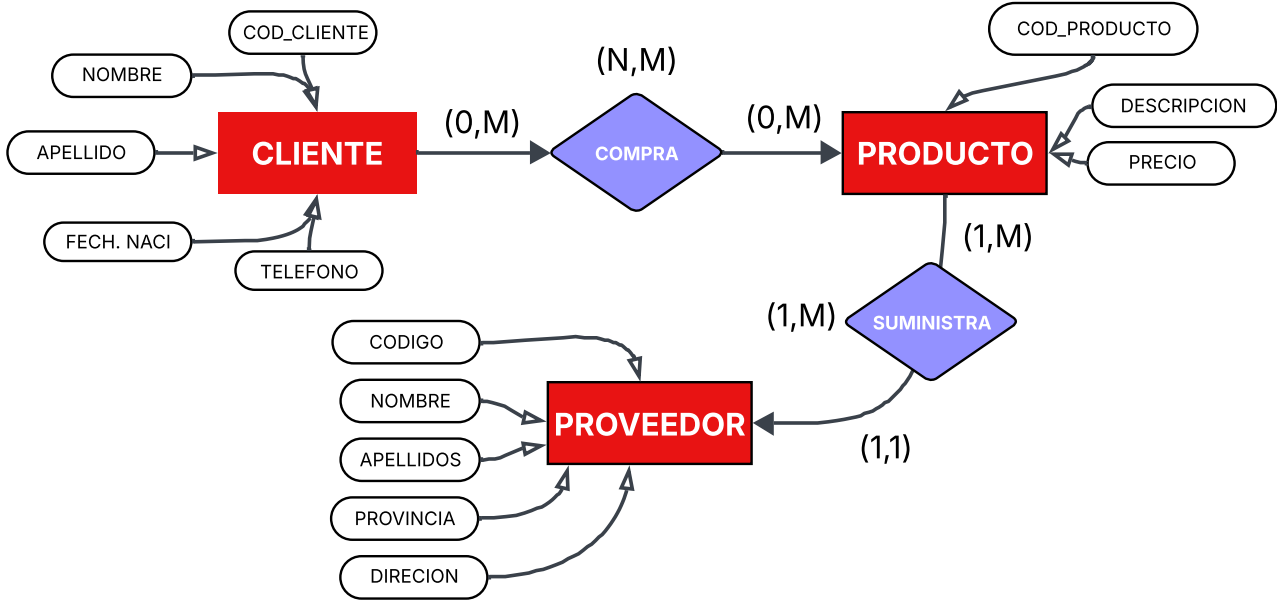 COD_CLIENTE
NOMBRE
APELLIDO
FECH. NACI
TELEFONO
CLIENTE
(0,M)
(N,M)
COMPRA
(0,M)
PRODUCTO
COD_PRODUCTO
DESCRIPCION
PRECIO
(1,M)
(1,M)
SUMINISTRA
(1,1)
PROVEEDOR
CODIGO
NOMBRE
APELLIDOS
PROVINCIA
DIRECION